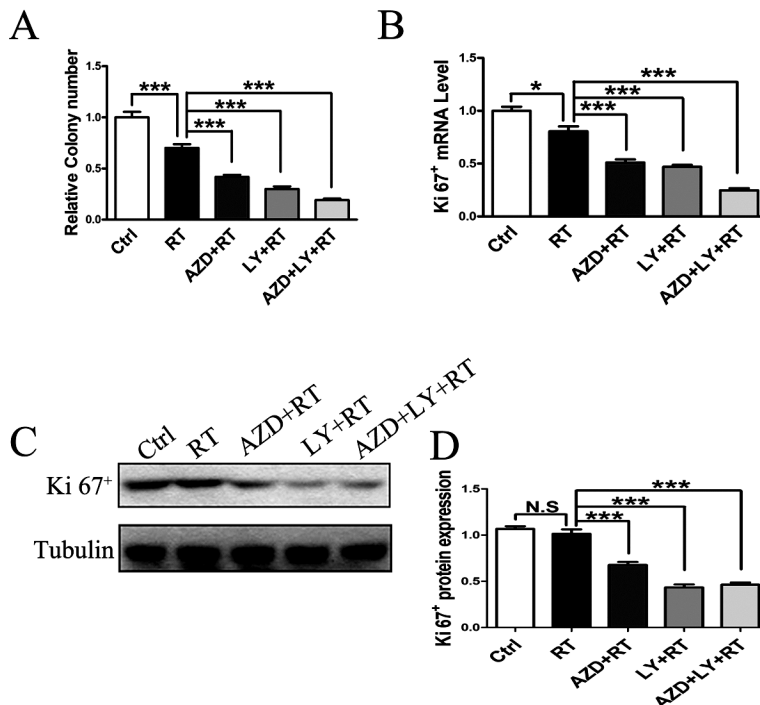 A
Relative Colony number
1.5
1.0
0.5
0.0
***
***
***
***
Ctrl
RT
AZD+RT
LY+RT
AZD+LY+RT
B
Ki 67+ mRNA Level
1.5
1.0
0.5
0.0
*
***
***
***
Ctrl
RT
AZD+RT
LY+RT
AZD+LY+RT
C
Ctrl
RT
AZD+RT
LY+RT
AZD+LY+RT
Ki 67+
Tubulin
D
Ki 67+ protein expression
1.5
1.0
0.5
0.0
N.S
***
***
***
Ctrl
RT
AZD+RT
LY+RT
AZD+LY+RT